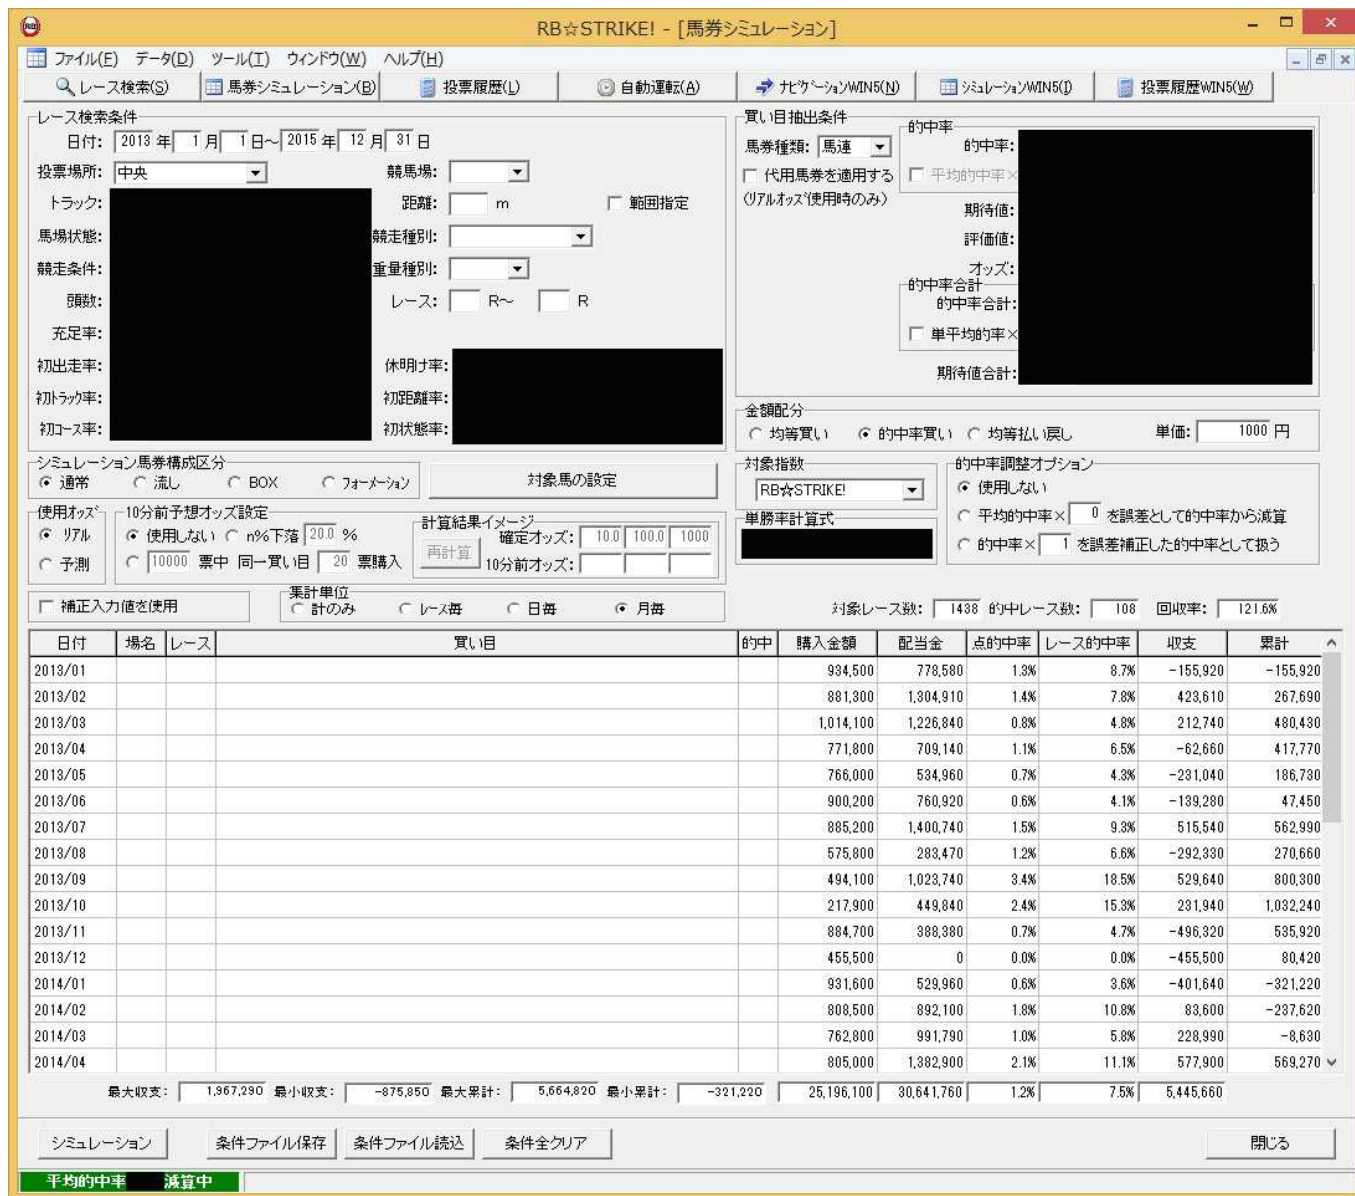 RB☆STRIKE! - [馬券シミュレーション]
ファイル(F) データ(D) ツール(T) ウィンドウ(W) ヘルプ(H)
レース検索(S) 馬券シミュレーション(B) 投票履歴(L) 自動運転(A) ナビゲーションWIN5(N) シミュレーションWIN5(I) 投票履歴WIN5(W)
レース検索条件
日付: 2013 年 1 月 1 日～ 2015 年 12 月 31 日
投票場所: 中央 競馬場:
トラック: 距離: m 範囲指定
馬場状態: 競走種別:
競走条件: 重量種別:
頭数: レース: R～ R
充足率:
初出走率: 休明け率:
初トラック率: 初距離率:
初コース率: 初状態率:
買い目抽出条件
馬券種類: 馬連
代用馬券を適用する
(リアルオッズ使用時のみ)
的中率
的中率:
平均的中率×
期待値:
評価値:
オッズ:
的中率合計
的中率合計:
単平均的率×
期待値合計:
金額配分
均等買い 的中率買い 均等払い戻し 単価: 1000 円
シミュレーション馬券構成区分
通常 流し BOX フォーメーション
対象馬の設定
対象指数
RB☆STRIKE!
単勝率計算式
的中率調整オプション
使用しない
平均的中率× 0 を誤差として的中率から減算
的中率× 1 を誤差補正した的中率として扱う
使用オッズ
リアル
予測
10分前予想オッズ設定
使用しない n%下落 20.0 %
10000 票中 同一買い目 20 票購入
計算結果イメージ
再計算
確定オッズ: 10.0 100.0 1000
10分前オッズ:
補正入力値を使用
集計単位
計のみ レース毎 日毎 月毎
対象レース数: 1438 的中レース数: 108 回収率: 121.6%
日付 場名 レース 買い目 的中 購入金額 配当金 点的中率 レース的中率 収支 累計
2013/01 934,500 778,580 1.3% 8.7% -155,920 -155,920
2013/02 881,300 1,304,910 1.4% 7.8% 423,610 267,690
2013/03 1,014,100 1,226,840 0.8% 4.8% 212,740 480,430
2013/04 771,800 709,140 1.1% 6.5% -62,660 417,770
2013/05 766,000 534,960 0.7% 4.3% -231,040 186,730
2013/06 900,200 760,920 0.6% 4.1% -139,280 47,450
2013/07 885,200 1,400,740 1.5% 9.3% 515,540 562,990
2013/08 575,800 283,470 1.2% 6.6% -292,330 270,660
2013/09 494,100 1,023,740 3.4% 18.5% 529,640 800,300
2013/10 217,900 449,840 2.4% 15.3% 231,940 1,032,240
2013/11 884,700 388,380 0.7% 4.7% -496,320 535,920
2013/12 455,500 0 0.0% 0.0% -455,500 80,420
2014/01 931,600 529,960 0.6% 3.6% -401,640 -321,220
2014/02 808,500 892,100 1.8% 10.8% 83,600 -237,620
2014/03 762,800 991,790 1.0% 5.8% 228,990 -8,630
2014/04 805,000 1,382,900 2.1% 11.1% 577,900 569,270
最大収支: 1,967,290 最小収支: -875,850 最大累計: 5,664,820 最小累計: -321,220 25,196,100 30,641,760 1.2% 7.5% 5,445,660
シミュレーション 条件ファイル保存 条件ファイル読込 条件全クリア 閉じる
平均的中率 減算中